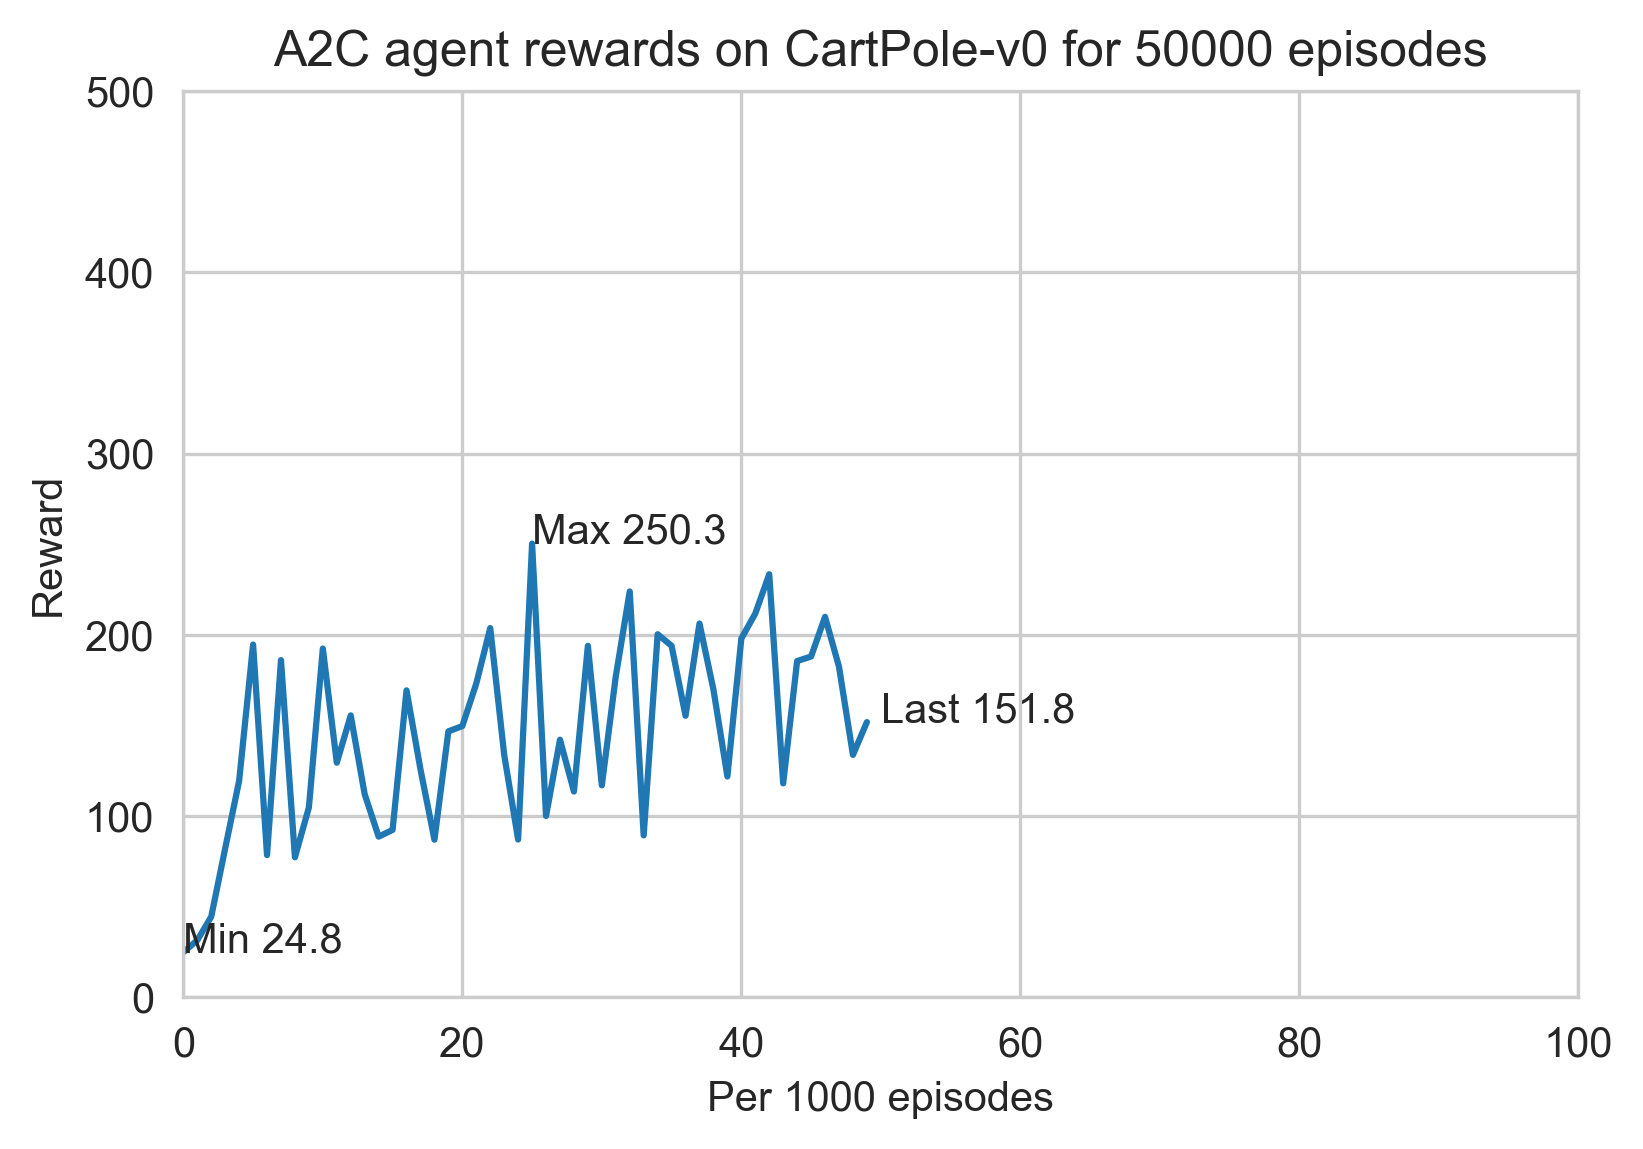 A2C agent rewards on CartPole-v0 for 50000 episodes
500
400
300
200
100
0
Reward
Max 250.3
Last 151.8
Min 24.8
0 20 40 60 80 100
Per 1000 episodes